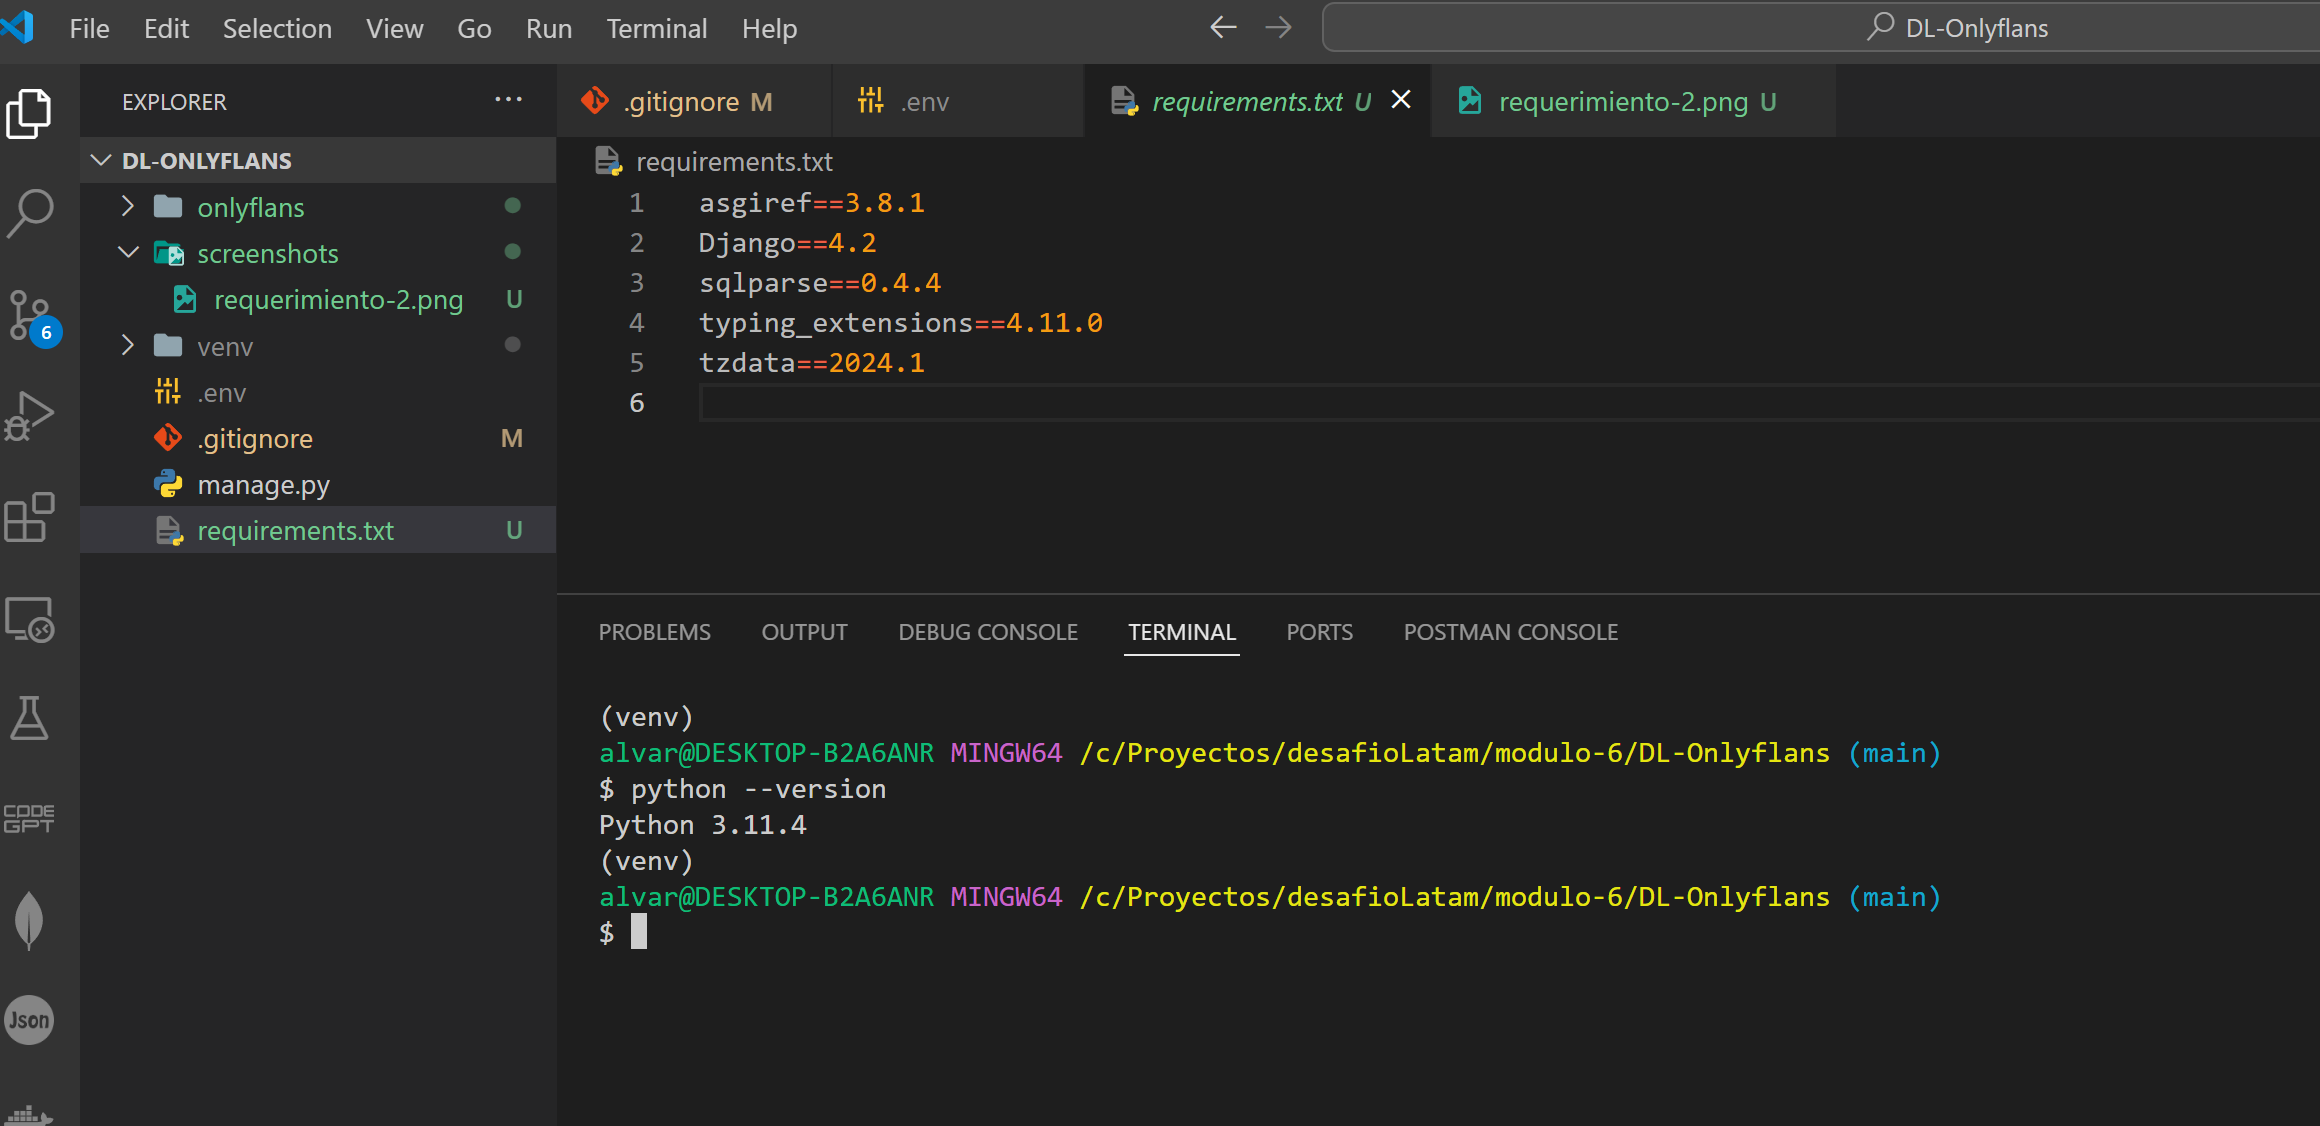 File Edit Selection View Go Run Terminal Help
DL-Onlyflans
EXPLORER
DL-ONLYFLANS
onlyflans
screenshots
requerimiento-2.png U
venv
.env
.gitignore M
manage.py
requirements.txt U
6
CODE
GPT
Json
.gitignore M
.env
requirements.txt U
requerimiento-2.png U
requirements.txt
1 asgiref==3.8.1
2 Django==4.2
3 sqlparse==0.4.4
4 typing_extensions==4.11.0
5 tzdata==2024.1
6
PROBLEMS OUTPUT DEBUG CONSOLE TERMINAL PORTS POSTMAN CONSOLE
(venv)
alvar@DESKTOP-B2A6ANR MINGW64 /c/Proyectos/desafioLatam/modulo-6/DL-Onlyflans (main)
$ python --version
Python 3.11.4
(venv)
alvar@DESKTOP-B2A6ANR MINGW64 /c/Proyectos/desafioLatam/modulo-6/DL-Onlyflans (main)
$